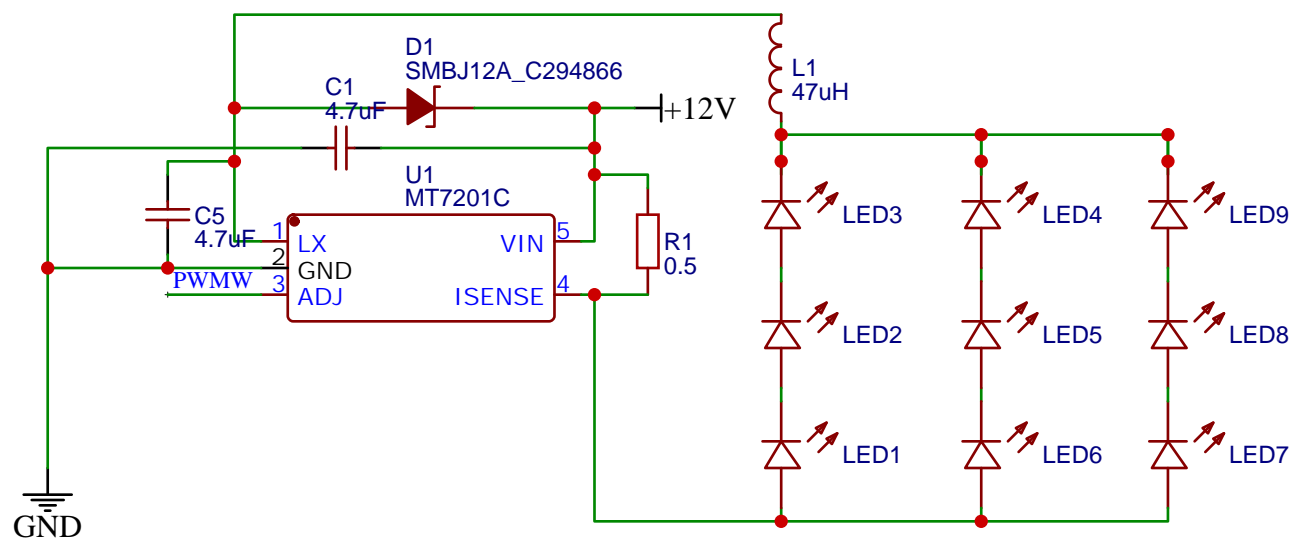 D1
SMBJ12A_C294866
C1
4.7uF
+12V
L1
47uH
U1
MT7201C
C5
4.7uF
1
LX
VIN
5
2
GND
PWMW
3
ADJ
ISENSE
4
R1
0.5
LED3
LED4
LED9
LED2
LED5
LED8
LED1
LED6
LED7
GND